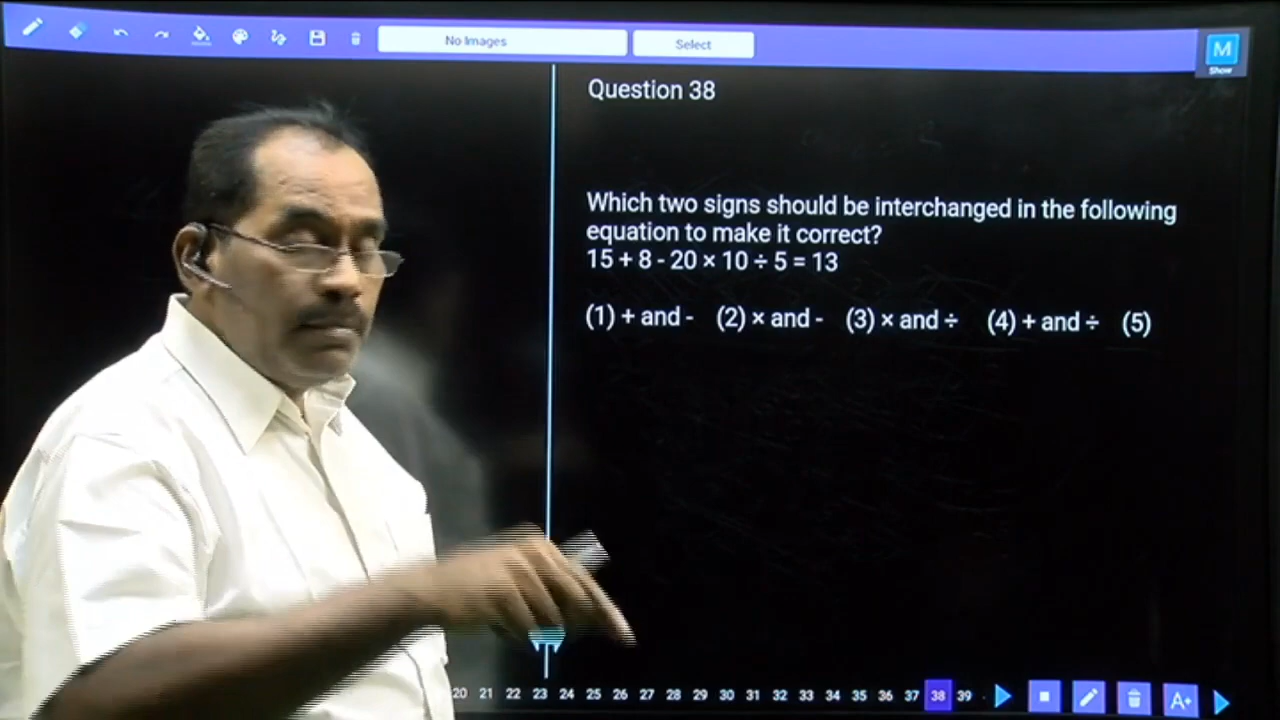 No Images
Select
M
Show
Question 38
Which two signs should be interchanged in the following
equation to make it correct?
15 + 8 - 20 × 10 ÷ 5 = 13
(1) + and - (2) × and - (3) × and ÷ (4) + and ÷ (5)
20 21 22 23 24 25 26 27 28 29 30 31 32 33 34 35 36 37 38 39
A+